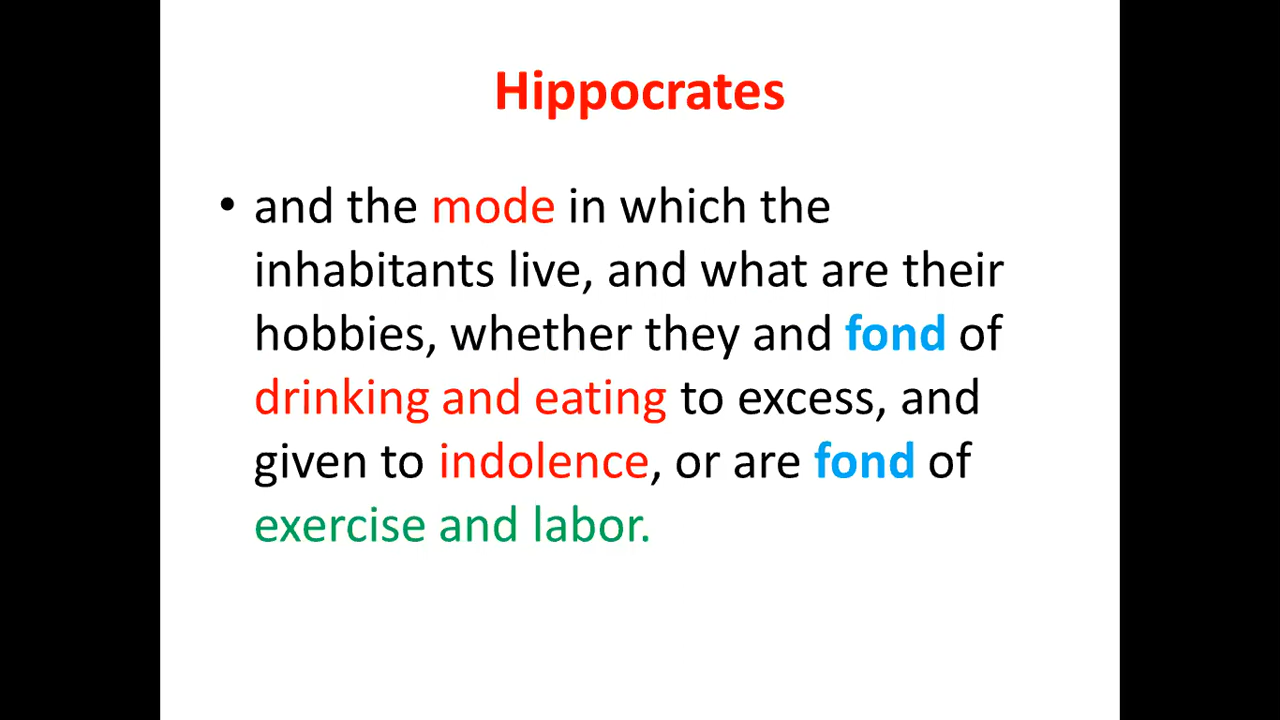 Hippocrates
• and the mode in which the
inhabitants live, and what are their
hobbies, whether they and fond of
drinking and eating to excess, and
given to indolence, or are fond of
exercise and labor.